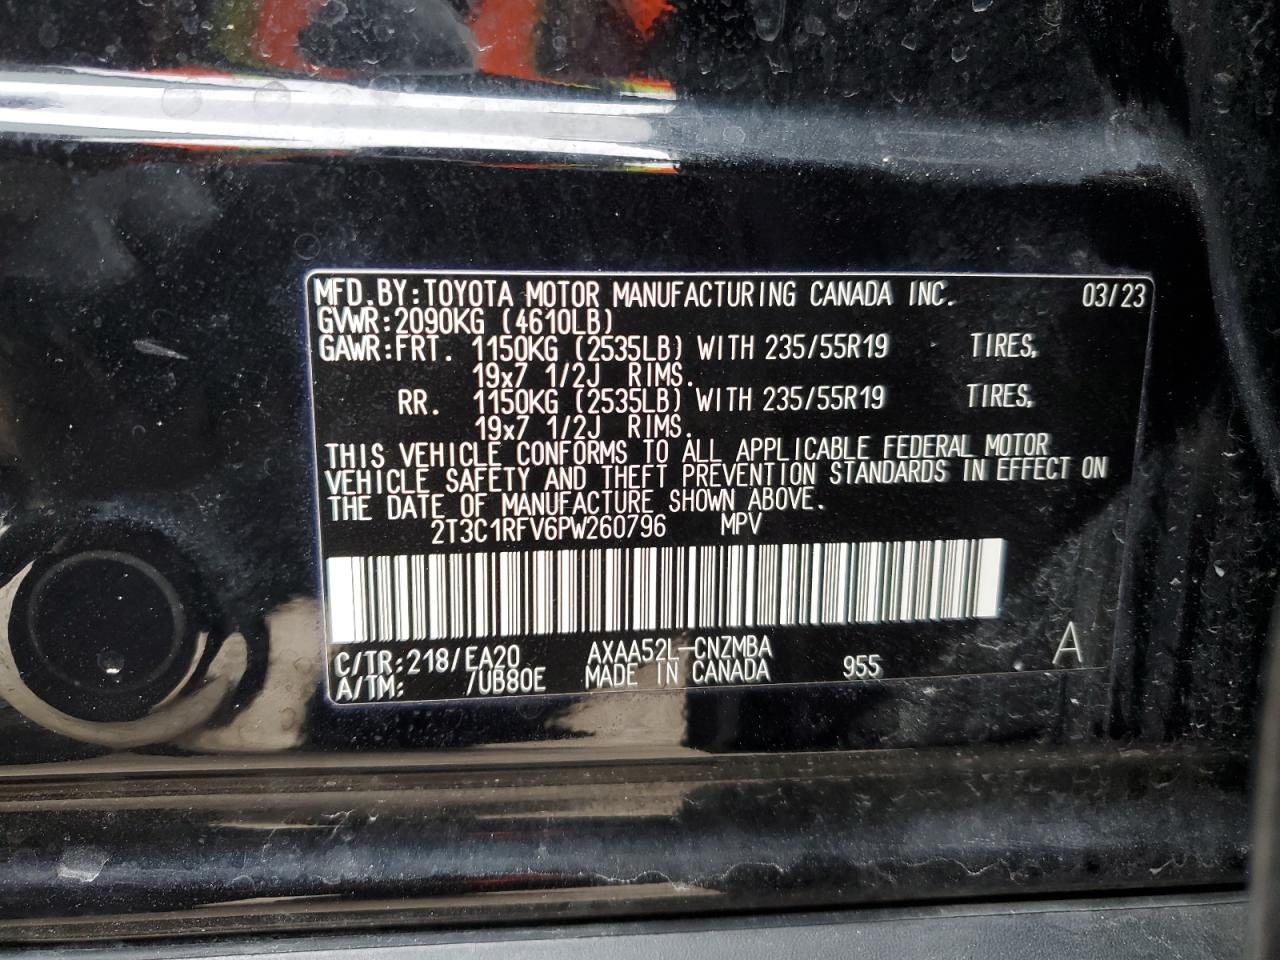 MFD.BY:TOYOTA MOTOR MANUFACTURING CANADA INC. 03/23
GVWR:2090KG (4610LB)
GAWR:FRT. 1150KG (2535LB) WITH 235/55R19 TIRES,
19x7 1/2J RIMS.
RR. 1150KG (2535LB) WITH 235/55R19 TIRES,
19x7 1/2J RIMS.
THIS VEHICLE CONFORMS TO ALL APPLICABLE FEDERAL MOTOR
VEHICLE SAFETY AND THEFT PREVENTION STANDARDS IN EFFECT ON
THE DATE OF MANUFACTURE SHOWN ABOVE.
2T3C1RFV6PW260796 MPV
C/TR:218/EA20 AXAA52L-CNZMBA A
A/TM: /UB80E MADE IN CANADA 955